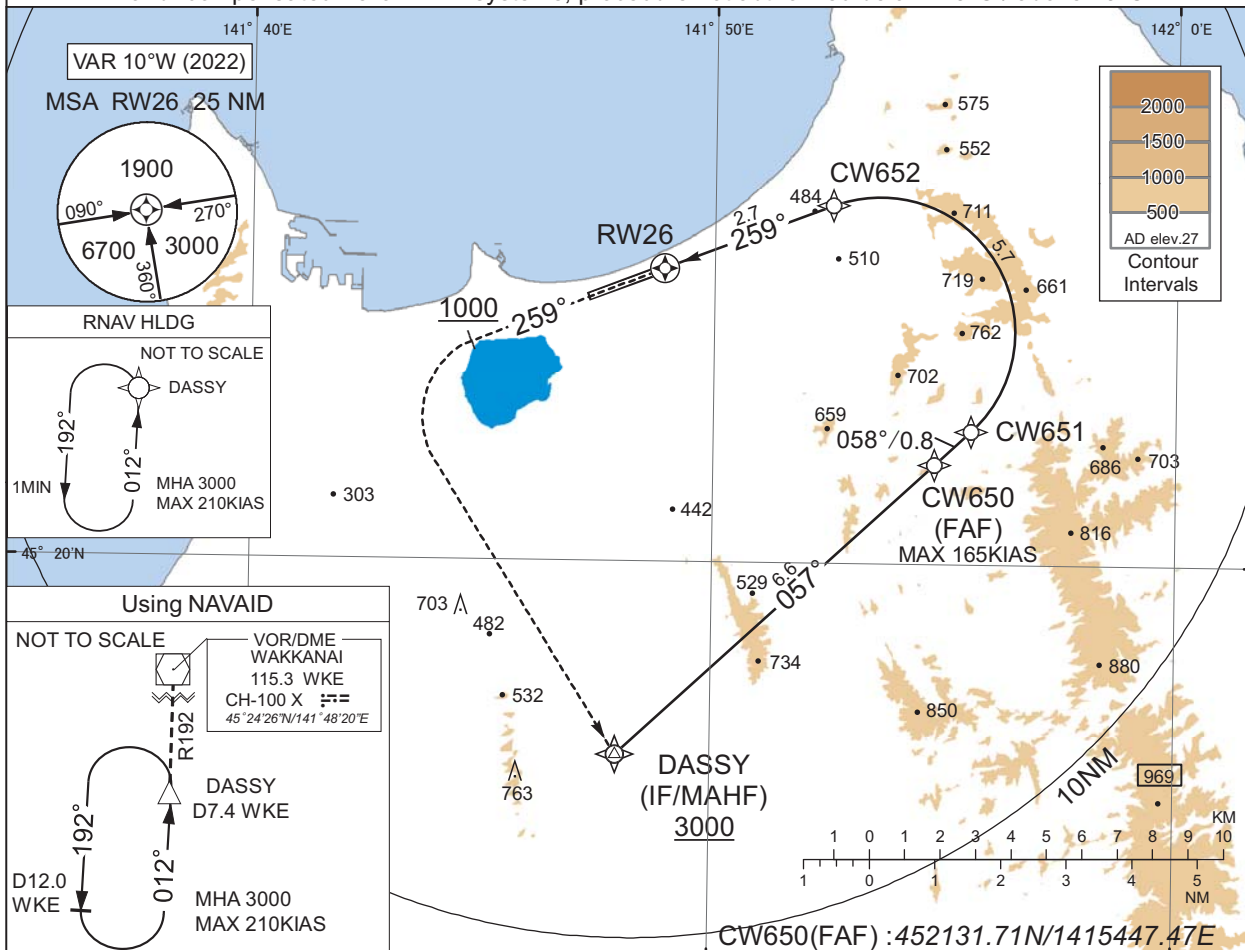 141° 40'E
141° 50'E
142° 0'E
VAR 10°W (2022)
MSA RW26 25 NM
1900
090°
270°
6700
3000
360°
RNAV HLDG
NOT TO SCALE
DASSY
192°
012°
1MIN
MHA 3000
MAX 210KIAS
45° 20'N
Using NAVAID
NOT TO SCALE
VOR/DME
WAKKANAI
115.3 WKE
CH-100 X
45°24'26"N/141°48'20"E
R192
DASSY
D7.4 WKE
192°
012°
D12.0
WKE
MHA 3000
MAX 210KIAS
2000
1500
1000
500
AD elev.27
Contour
Intervals
575
552
CW652
484
711
2.7
259°
RW26
510
5.7
719
661
1000
259°
762
702
659
058°/0.8
CW651
686
703
CW650
(FAF)
MAX 165KIAS
303
442
816
529
6.6
057°
703
482
734
880
532
850
DASSY
(IF/MAHF)
3000
763
10NM
969
KM
1 0 1 2 3 4 5 6 7 8 9 10
1 0 1 2 3 4 5
NM
CW650(FAF) :452131.71N/1415447.47E